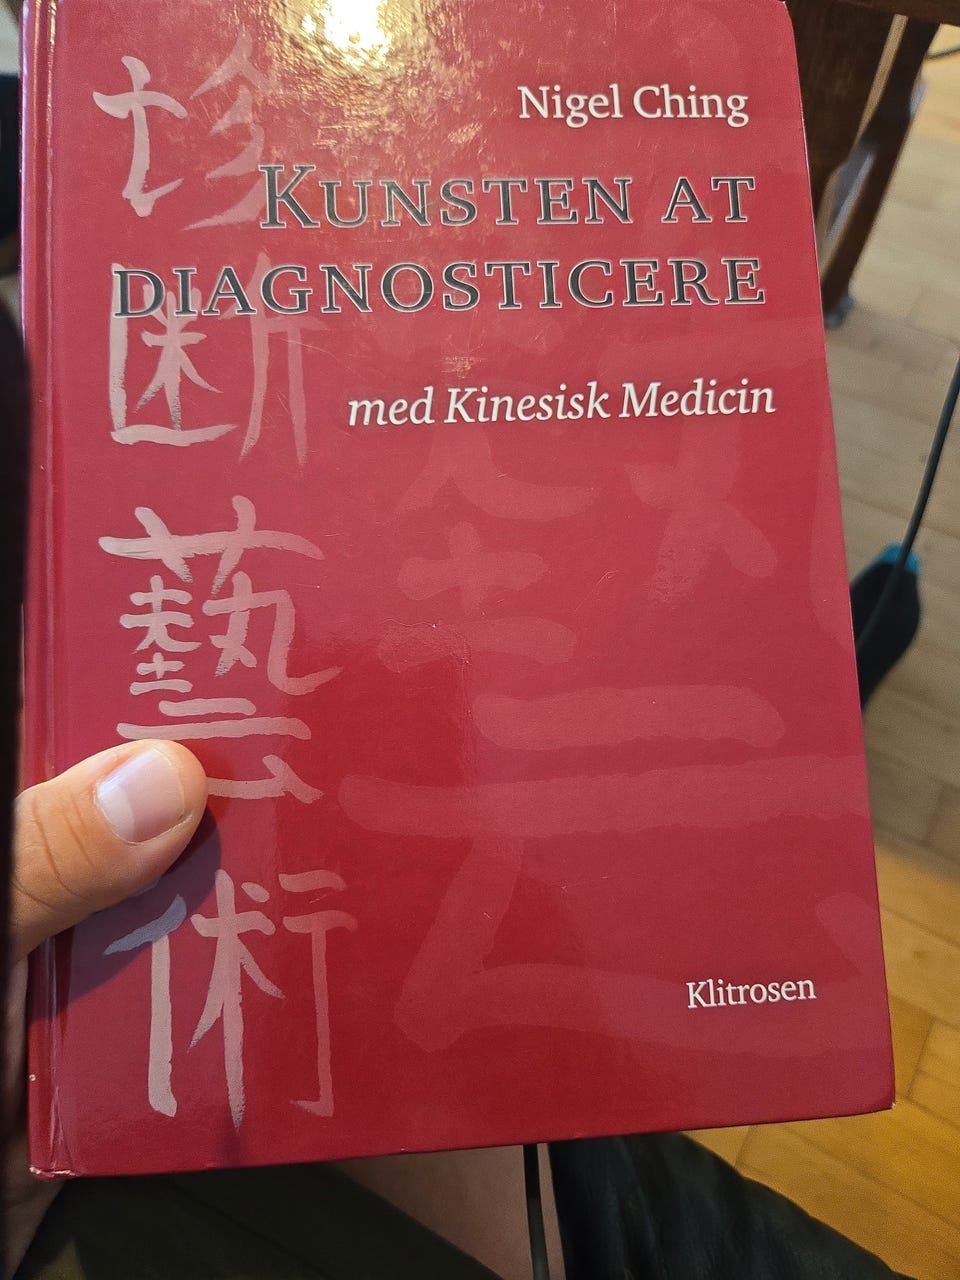 Nigel Ching
KUNSTEN AT
DIAGNOSTICERE
med Kinesisk Medicin
诊
断
藝
術
Klitrosen